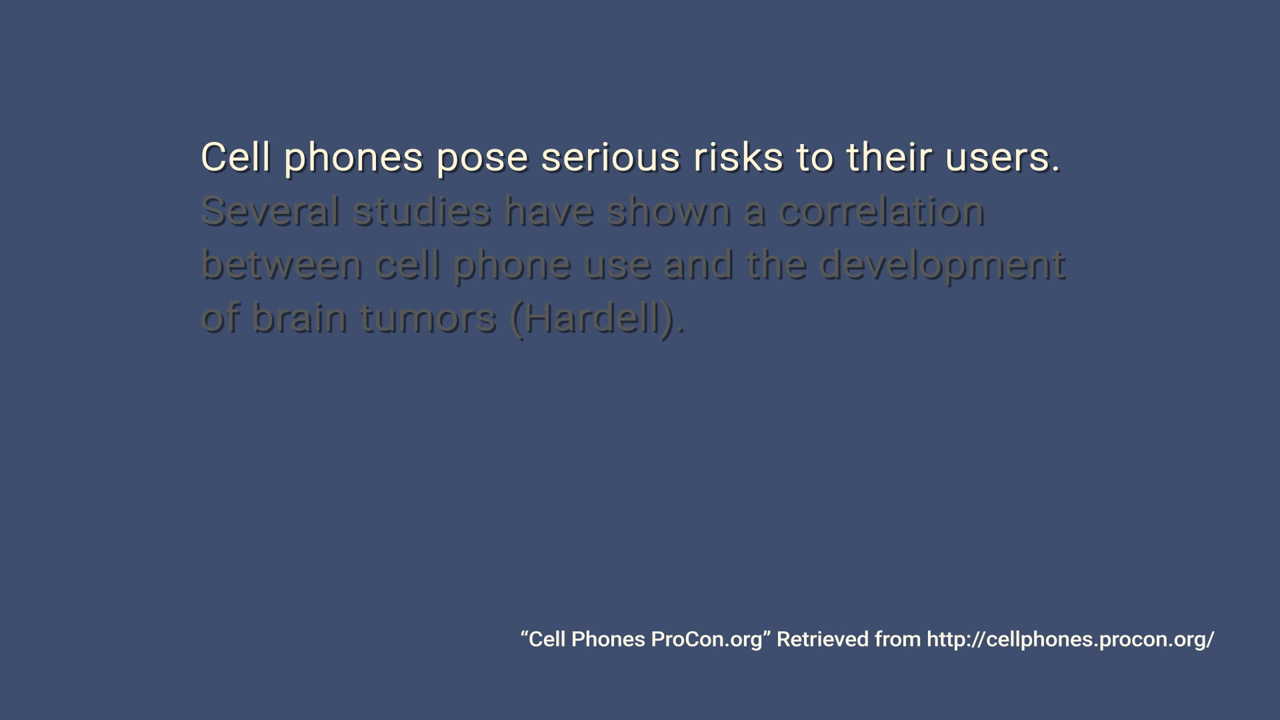 Cell phones pose serious risks to their users.
Several studies have shown a correlation
between cell phone use and the development
of brain tumors (Hardell).
“Cell Phones ProCon.org” Retrieved from http://cellphones.procon.org/